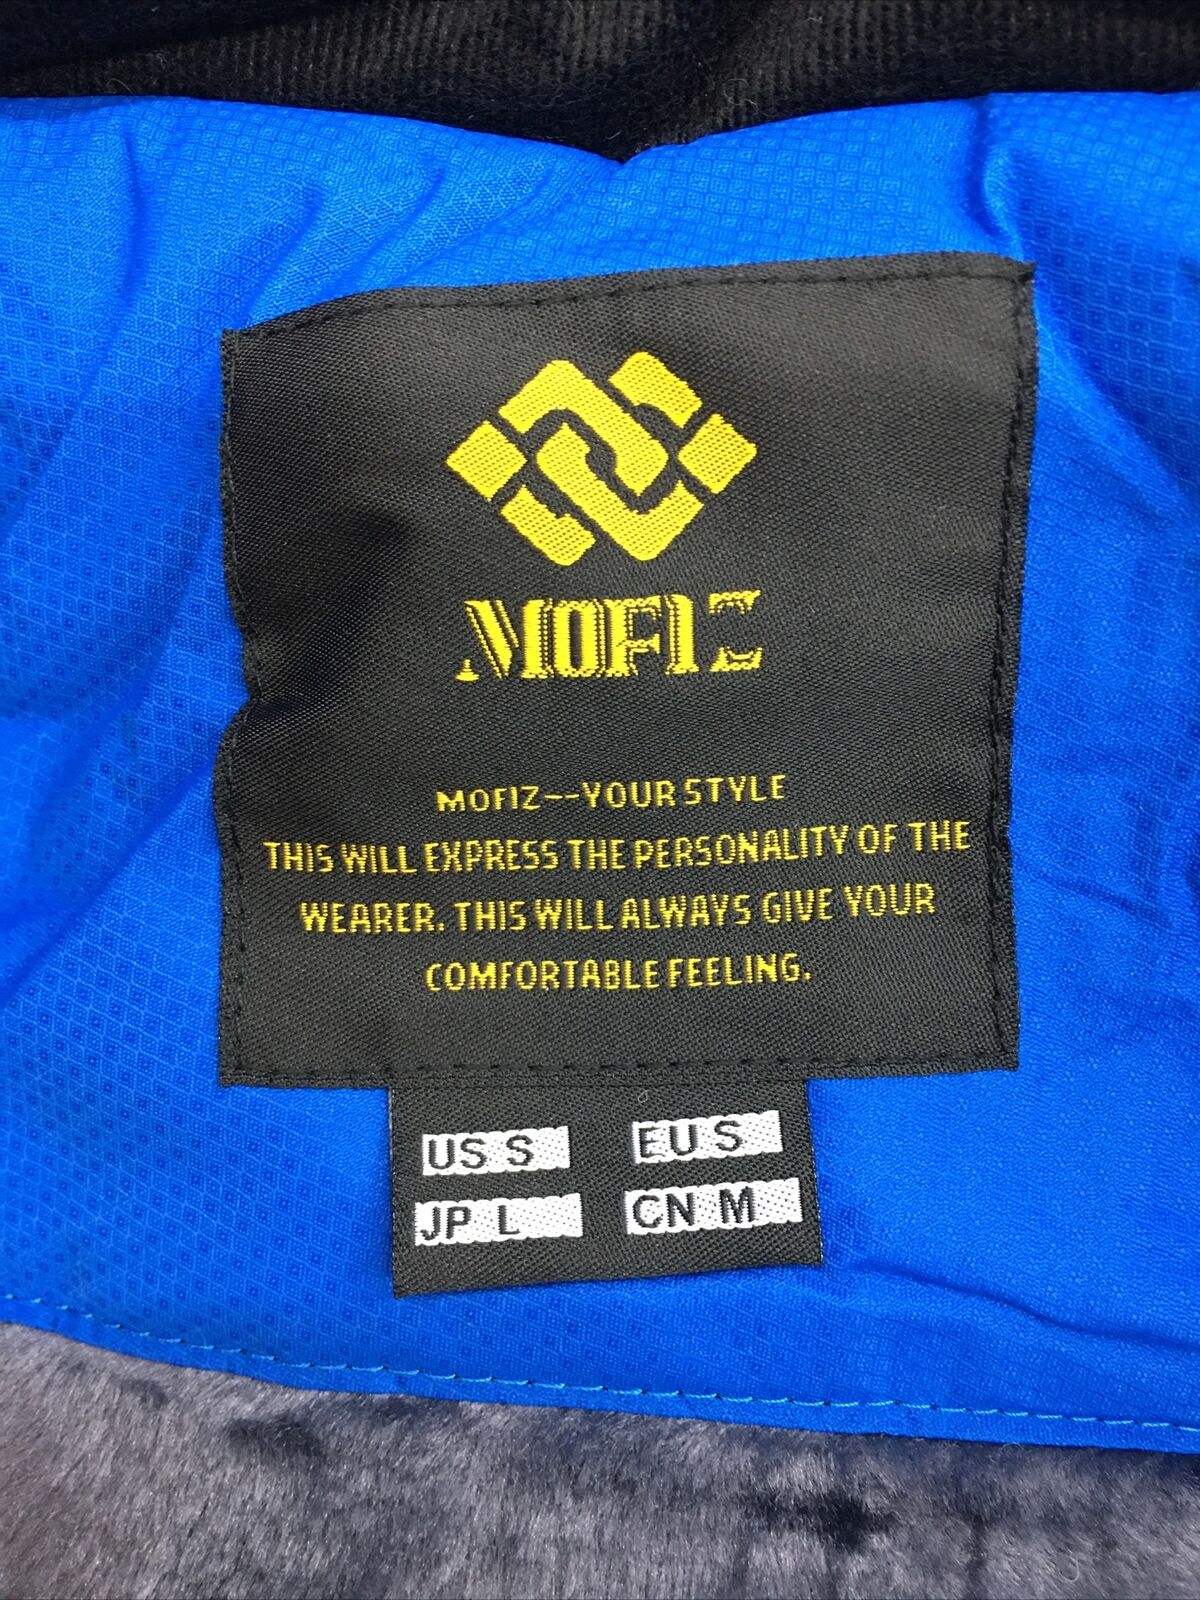 MOFIZ
MOFIZ--YOUR STYLE
THIS WILL EXPRESS THE PERSONALITY OF THE
WEARER. THIS WILL ALWAYS GIVE YOUR
COMFORTABLE FEELING.
US S EU S
JP L CN M